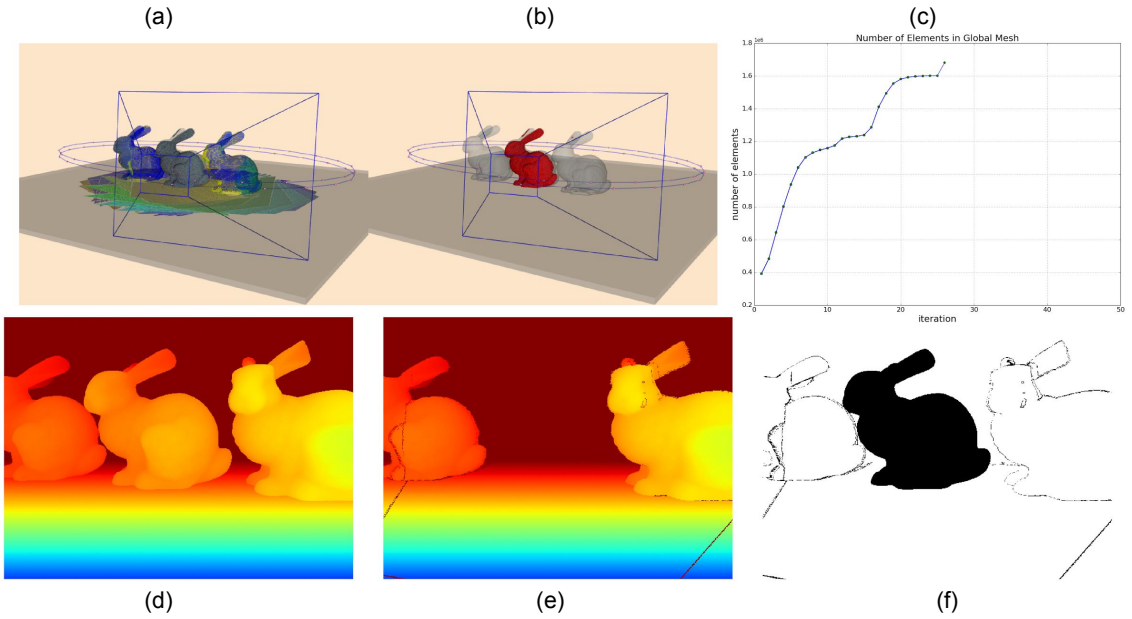 (a)
(b)
(c)
Number of Elements in Global Mesh
1e6
1.8
1.6
1.4
1.2
1.0
0.8
0.6
0.4
0.2
number of elements
0 10 20 30 40 50
iteration
(d)
(e)
(f)